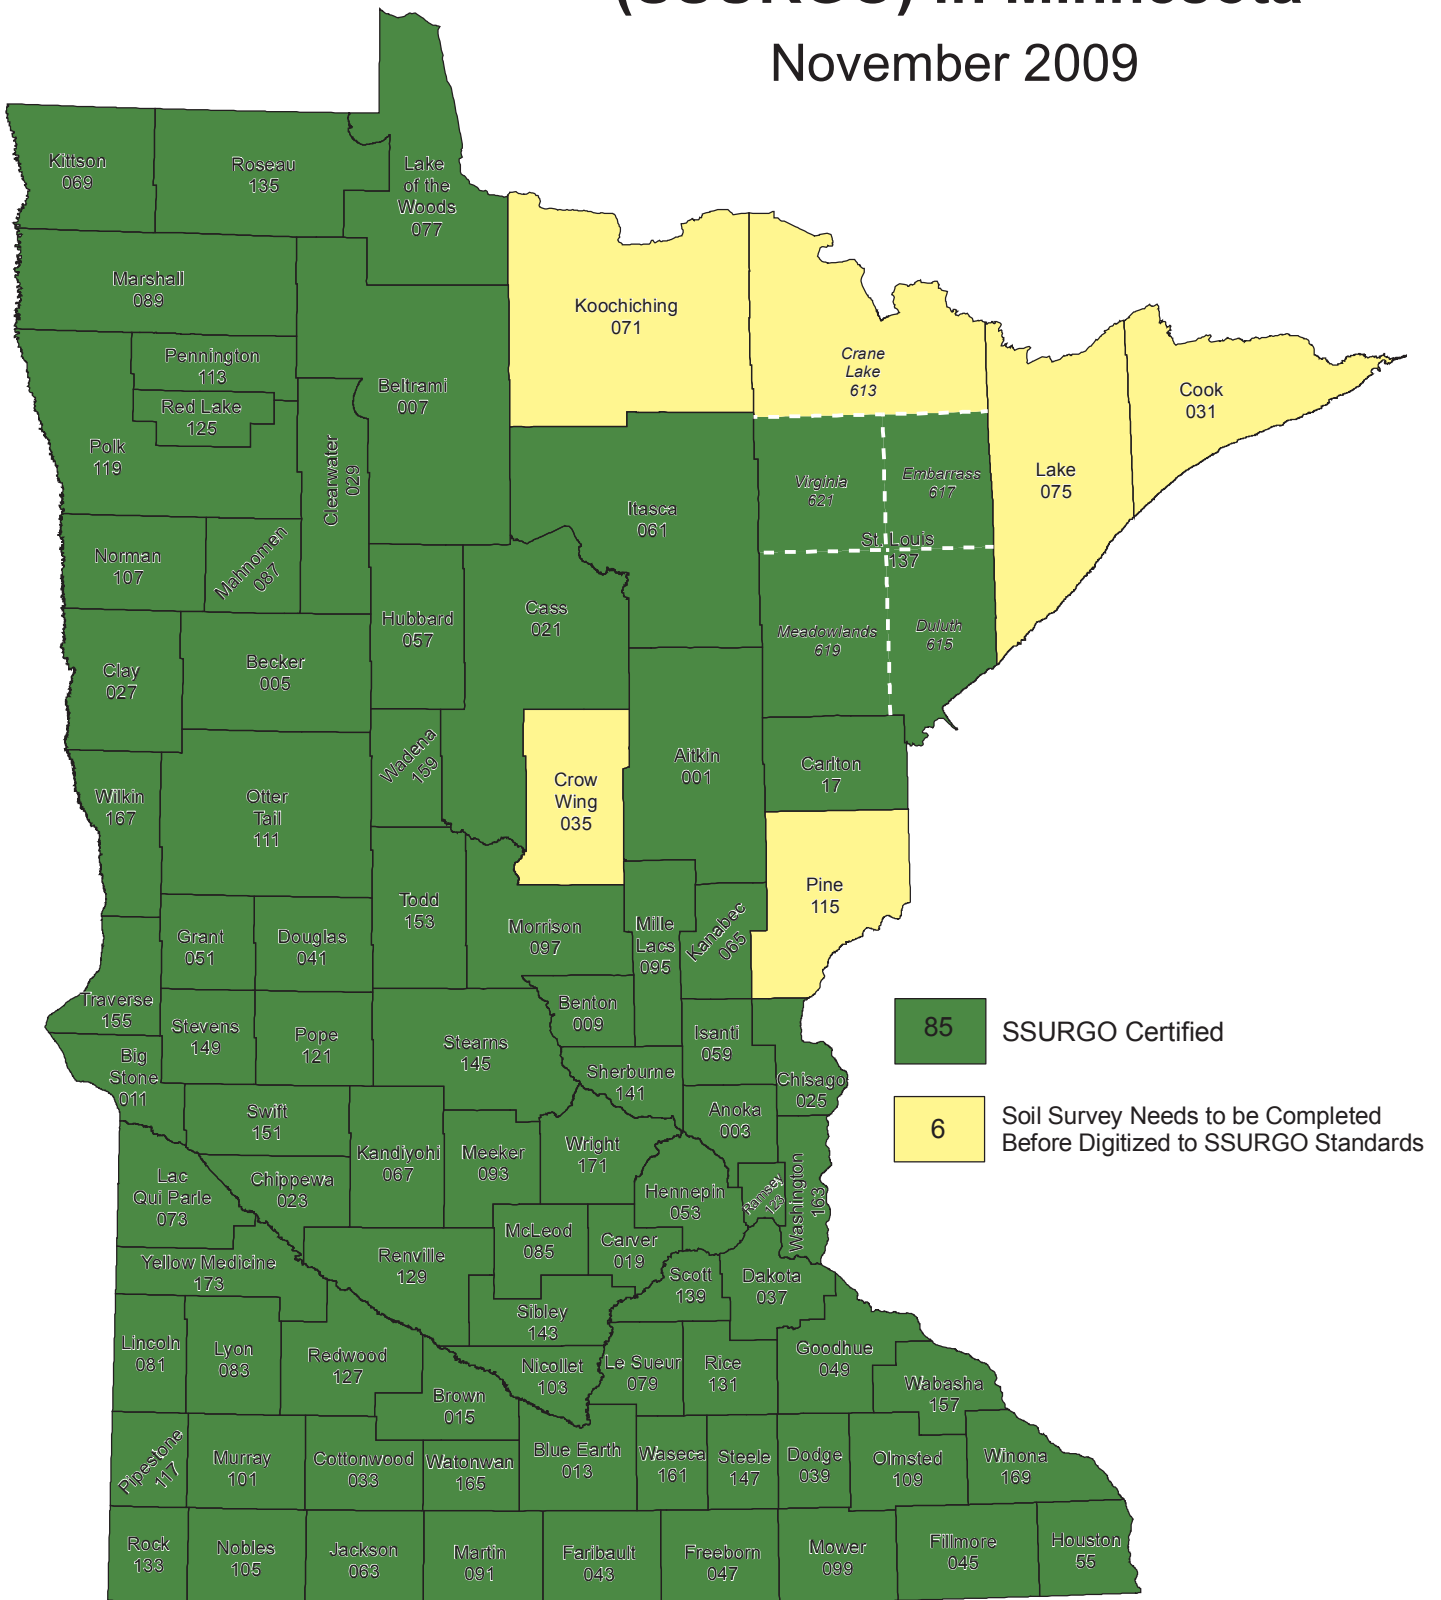 (SSURGO) in Minnesota
November 2009
Kittson
069
Roseau
135
Lake
of the
Woods
077
Marshall
089
Koochiching
071
Crane
Lake
613
Pennington
113
Beltrami
007
Red Lake
125
Cook
031
Polk
119
Clearwater
029
Lake
075
Virginia
621
Embarrass
617
Itasca
061
St. Louis
137
Norman
107
Mahnomen
087
Cass
021
Hubbard
057
Meadowlands
619
Duluth
615
Clay
027
Becker
005
Wadena
159
Aitkin
001
Carlton
17
Crow
Wing
035
Wilkin
167
Otter
Tail
111
Pine
115
Todd
153
Morrison
097
Mille
Lacs
095
Kanabec
065
Grant
051
Douglas
041
Traverse
155
Benton
009
Stevens
149
Pope
121
Stearns
145
Isanti
059
85
SSURGO Certified
Big
Stone
011
Sherburne
141
Chisago
025
Swift
151
Anoka
003
6
Soil Survey Needs to be Completed
Before Digitized to SSURGO Standards
Kandiyohi
067
Meeker
093
Wright
171
Lac
Qui Parle
073
Chippewa
023
Hennepin
053
Ramsey
123
Washington
163
McLeod
085
Carver
019
Yellow Medicine
173
Renville
129
Scott
139
Dakota
037
Sibley
143
Lincoln
081
Lyon
083
Redwood
127
Nicollet
103
Le Sueur
079
Rice
131
Goodhue
049
Wabasha
157
Brown
015
Pipestone
117
Murray
101
Cottonwood
033
Watonwan
165
Blue Earth
013
Waseca
161
Steele
147
Dodge
039
Olmsted
109
Winona
169
Rock
133
Nobles
105
Jackson
063
Martin
091
Faribault
043
Freeborn
047
Mower
099
Fillmore
045
Houston
55